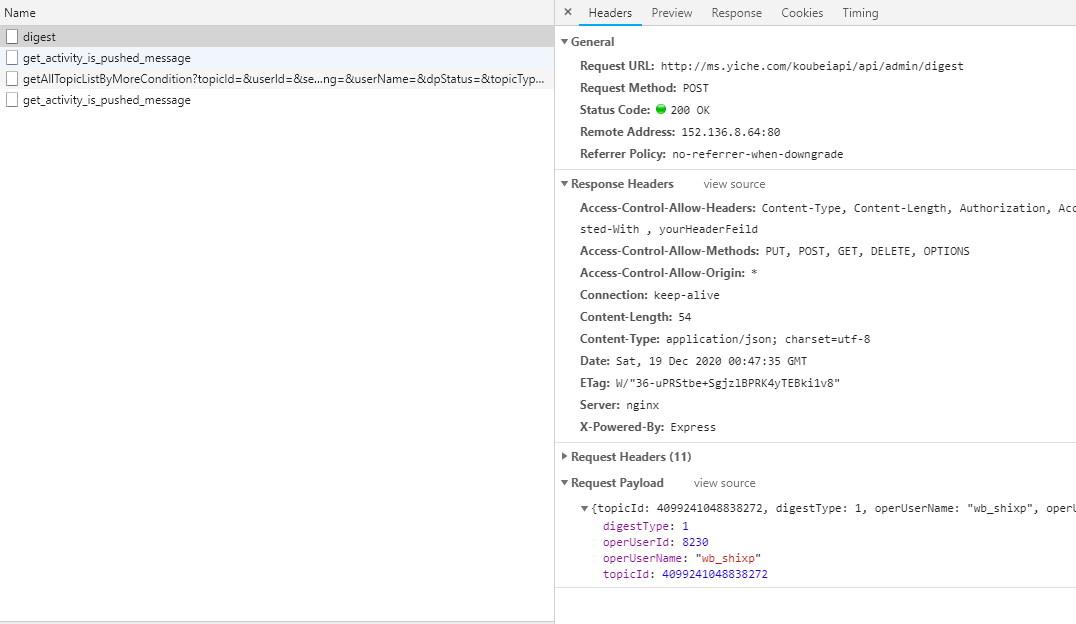 Name
digest
get_activity_is_pushed_message
getAllTopicListByMoreCondition?topicId=&userId=&se...ng=&userName=&dpStatus=&topicTyp...
get_activity_is_pushed_message
× Headers Preview Response Cookies Timing
General
Request URL: http://ms.yiche.com/koubeiapi/api/admin/digest
Request Method: POST
Status Code: 200 OK
Remote Address: 152.136.8.64:80
Referrer Policy: no-referrer-when-downgrade
Response Headers view source
Access-Control-Allow-Headers: Content-Type, Content-Length, Authorization, Acc
sted-With , yourHeaderFeild
Access-Control-Allow-Methods: PUT, POST, GET, DELETE, OPTIONS
Access-Control-Allow-Origin: *
Connection: keep-alive
Content-Length: 54
Content-Type: application/json; charset=utf-8
Date: Sat, 19 Dec 2020 00:47:35 GMT
ETag: W/"36-uPRStbe+SgjzlBPRK4yTEBki1v8"
Server: nginx
X-Powered-By: Express
Request Headers (11)
Request Payload view source
{topicId: 4099241048838272, digestType: 1, operUserName: "wb_shixp", operU
digestType: 1
operUserId: 8230
operUserName: "wb_shixp"
topicId: 4099241048838272